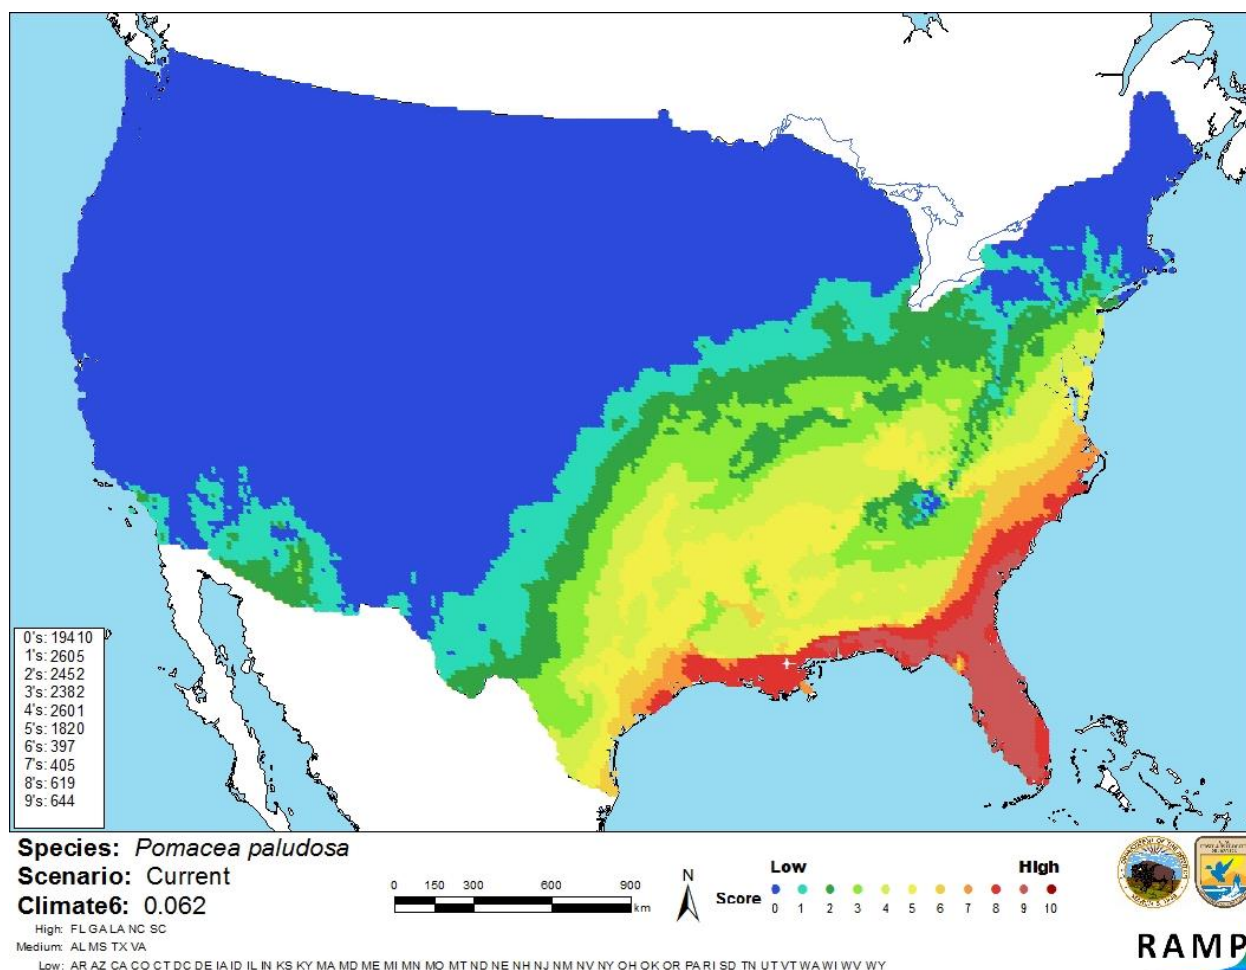 0's: 19410
1's: 2605
2's: 2452
3's: 2382
4's: 2601
5's: 1820
6's: 397
7's: 405
8's: 619
9's: 644
Species: Pomacea paludosa
Scenario: Current
Climate6: 0.062
High: FL GA LA NC SC
Medium: AL MS TX VA
Low: AR AZ CA CO CT DC DE IA ID IL IN KS KY MA MD ME MI MN MO MT ND NE NH NJ NM NV NY OH OK OR PA RI SD TN UT VT WA WI WV WY
0 150 300 600 900
km
N
Low High
Score 0 1 2 3 4 5 6 7 8 9 10
RAMP